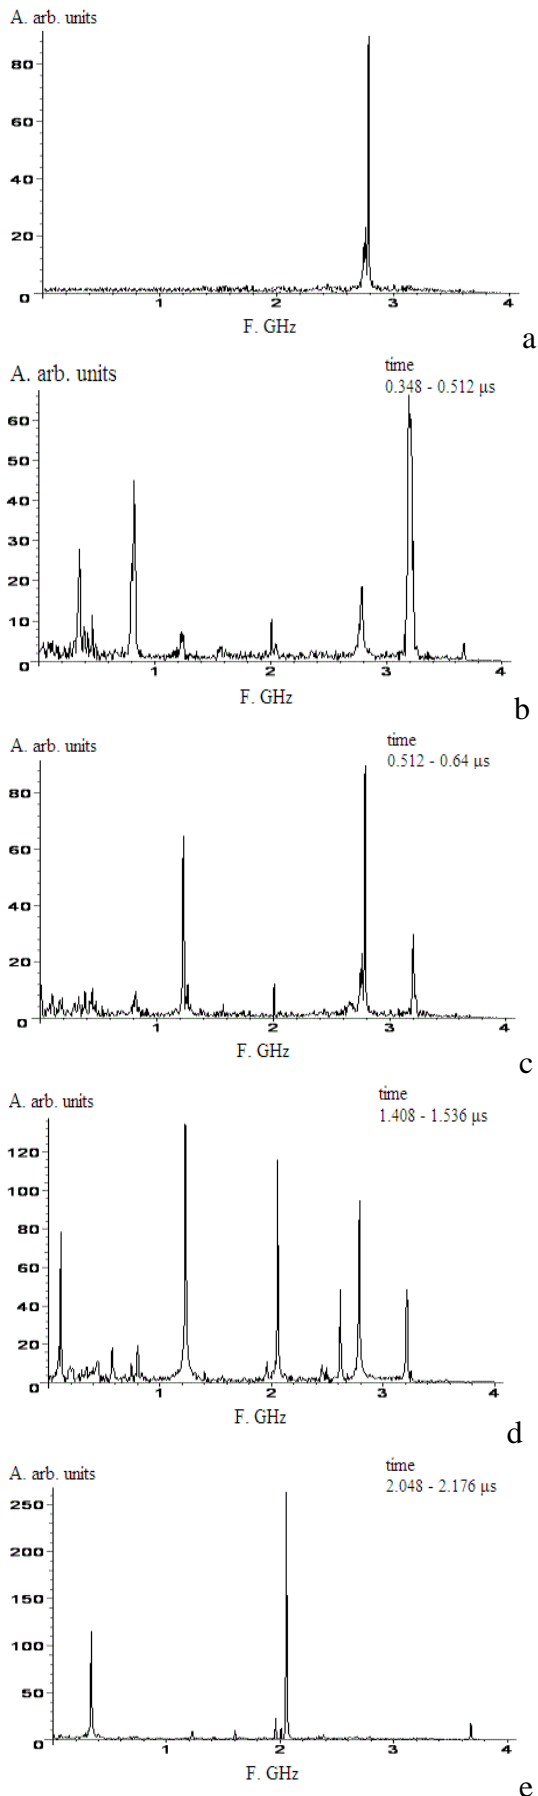 A. arb. units
80
60
40
20
0
1 2 3 4
F. GHz
a
A. arb. units
time
0.348 - 0.512 µs
60
50
40
30
20
10
0
1 2 3 4
F. GHz
b
A. arb. units
time
0.512 - 0.64 µs
80
60
40
20
0
1 2 3 4
F. GHz
c
A. arb. units
time
1.408 - 1.536 µs
120
100
80
60
40
20
0
1 2 3 4
F. GHz
d
A. arb. units
time
2.048 - 2.176 µs
250
200
150
100
50
0
1 2 3 4
F. GHz
e